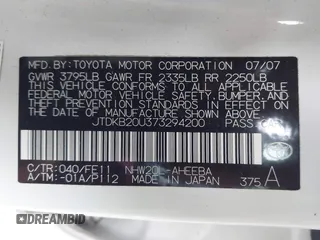 MFD.BY:TOYOTA MOTOR CORPORATION 07/07
GVWR 3795LB GAWR FR 2335LB RR 2250LB
THIS VEHICLE CONFORMS TO ALL APPLICABLE
FEDERAL MOTOR VEHICLE SAFETY, BUMPER, AND
THEFT PREVENTION STANDARDS IN EFFECT ON THE
DATE OF MANUFACTURE SHOWN ABOVE.
JTDKB20U373294200 PASS.
C/TR:040/FE11 NHW20L-AHEEBA
A/TM:-01A/P112 MADE IN JAPAN 375 A
DREAMBID